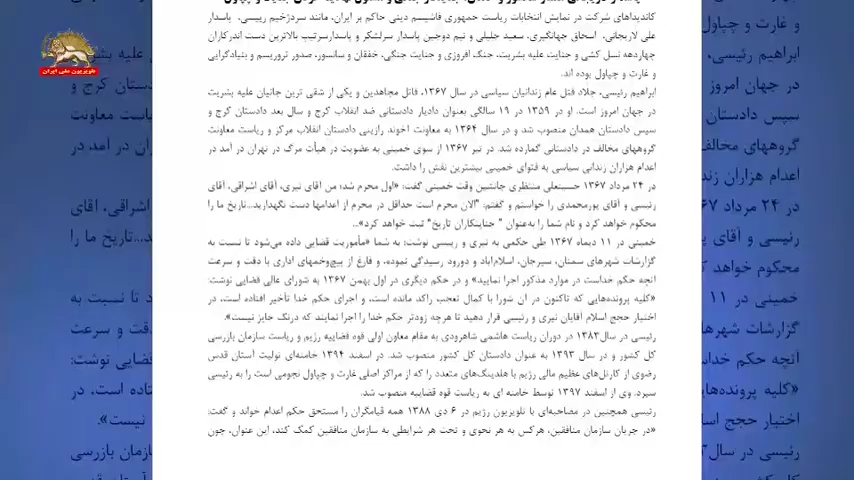 تلویزیون ملی ایران
کاندیداهای شرکت در نمایش انتخابات ریاست جمهوری فاشیسم دینی حاکم بر ایران، مانند سردژخیم رییسی، پاسدار
علی لاریجانی، اسحاق جهانگیری، سعید جلیلی و نیم دوجین پاسدار سرلشکر و پاسدارسرتیپ بالاترین دست اندرکاران
چهاردهه نسل کشی و جنایت علیه بشریت، جنگ افروزی و جنایت جنگی، خفقان و سانسور، صدور تروریسم و بنیادگرایی
و غارت و چپاول بوده اند.
ابراهیم رئیسی، جلاد قتل عام زندانیان سیاسی در سال ۱۳۶۷، قاتل مجاهدین و یکی از شقی ترین جانیان علیه بشریت
در جهان امروز است. او در ۱۳۵۹ در ۱۹ سالگی بعنوان دادیار دادستانی ضد انقلاب کرج و سال بعد دادستان کرج و
سپس دادستان همدان منصوب شد و در سال ۱۳۶۴ به معاونت آخوند رازینی دادستان انقلاب مرکز و ریاست معاونت
گروههای مخالف در دادستانی گمارده شد. در تیر ۱۳۶۷ از سوی خمینی به عضویت در هیأت مرگ در تهران در آمد در
اعدام هزاران زندانی سیاسی به فتوای خمینی بیشترین نقش را داشت.
در ۲۴ مرداد ۱۳۶۷ حسینعلی منتظری جانشین وقت خمینی گفت: «اول محرم شد؛ من آقای نیری، آقای اشراقی، آقای
رئیسی و آقای پورمحمدی را خواستم و گفتم: "الان محرم است حداقل در محرم از اعدامها دست نگهدارید...تاریخ ما را
محکوم خواهد کرد و نام شما را به‌عنوان " جنایتکاران تاریخ" ثبت خواهد کرد»...
خمینی در ۱۱ دیماه ۱۳۶۷ طی حکمی به نیری و رییسی نوشت: به شما «مأموریت قضایی داده می‌شود تا نسبت به
گزارشات شهرهای سمنان، سیرجان، اسلام‌آباد و دورود رسیدگی نموده، و فارغ از پیچ‌وخمهای اداری با دقت و سرعت
آنچه حکم خداست در موارد مذکور اجرا نمایید» و در حکم دیگری در اول بهمن ۱۳۶۷ به شورای عالی قضایی نوشت:
«کلیه پرونده‌هایی که تاکنون در آن شورا با کمال تعجب راکد مانده است، و اجرای حکم خدا تأخیر افتاده است، در
اختیار حجج اسلام آقایان نیری و رئیسی قرار دهید تا هرچه زودتر حکم خدا را اجرا نمایند که درنگ جایز نیست».
رئیسی در سال۱۳۸۳ در دوران ریاست هاشمی شاهرودی به مقام معاون اولی قوه قضاییه رژیم و ریاست سازمان بازرسی
کل کشور و در سال ۱۳۹۳ به عنوان دادستان کل کشور منصوب شد. در اسفند ۱۳۹۴ خامنه‌ای تولیت آستان قدس
رضوی از کارتل‌های عظیم مالی رژیم با هلدینگ‌های متعدد را که از مراکز اصلی غارت و چپاول نجومی است را به رئیسی
سپرد. وی از اسفند ۱۳۹۷ توسط خامنه ای به ریاست قوه قضاییه منصوب شد.
رئیسی همچنین در مصاحبه‌ای با تلویزیون رژیم در ۶ دی ۱۳۸۸ همه قیامگران را مستحق حکم اعدام خواند و گفت:
«در جریان سازمان منافقین، هرکس به هر نحوی و تحت هر شرایطی به سازمان منافقین کمک کند، این عنوان، چون